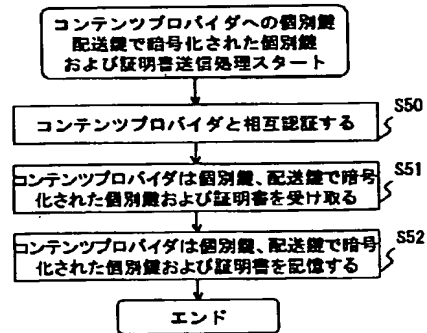 コンテンツプロバイダへの個別鍵
配送鍵で暗号化された個別鍵
および証明書送信処理スタート
S50
コンテンツプロバイダと相互認証する
S51
コンテンツプロバイダは個別鍵、配送鍵で暗号
化された個別鍵および証明書を受け取る
S52
コンテンツプロバイダは個別鍵、配送鍵で暗号
化された個別鍵および証明書を記憶する
エンド